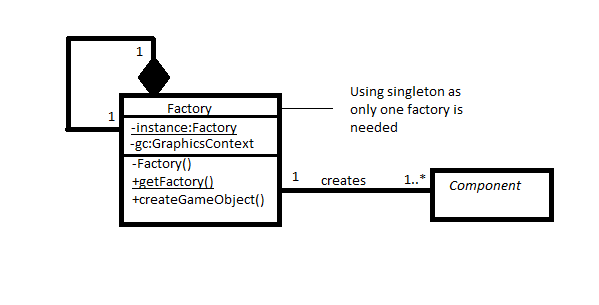 1
1
Factory
-instance:Factory
-gc:GraphicsContext
-Factory()
+getFactory()
+createGameObject()
Using singleton as
only one factory is
needed
1 creates 1..*
Component